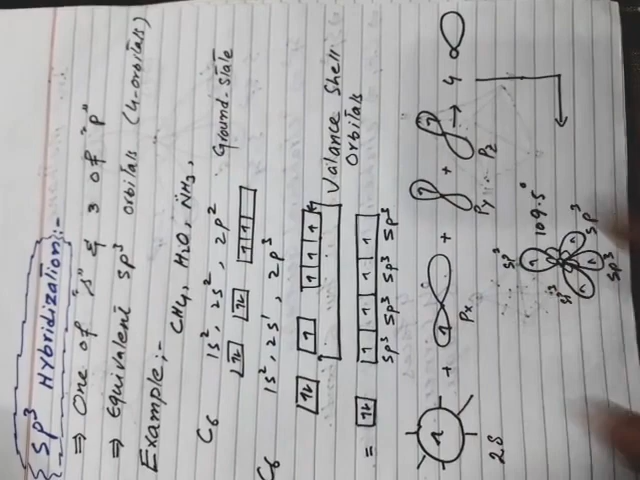 SP³ Hybridization:-
⇒ One of "s" & 3 of "P"
⇒ equivalent sp³ orbitals (4-orbitals)
Example:- CH4, H2O, NH3,
C6 1s², 2s², 2p² Ground-State
C6 1s², 2s¹, 2p³
Valance Shell
Orbitals
=
sp³ sp³ sp³ sp³
+ + + → 4
2S Px Py Pz
109.5°
sp³
sp³
sp³
sp³